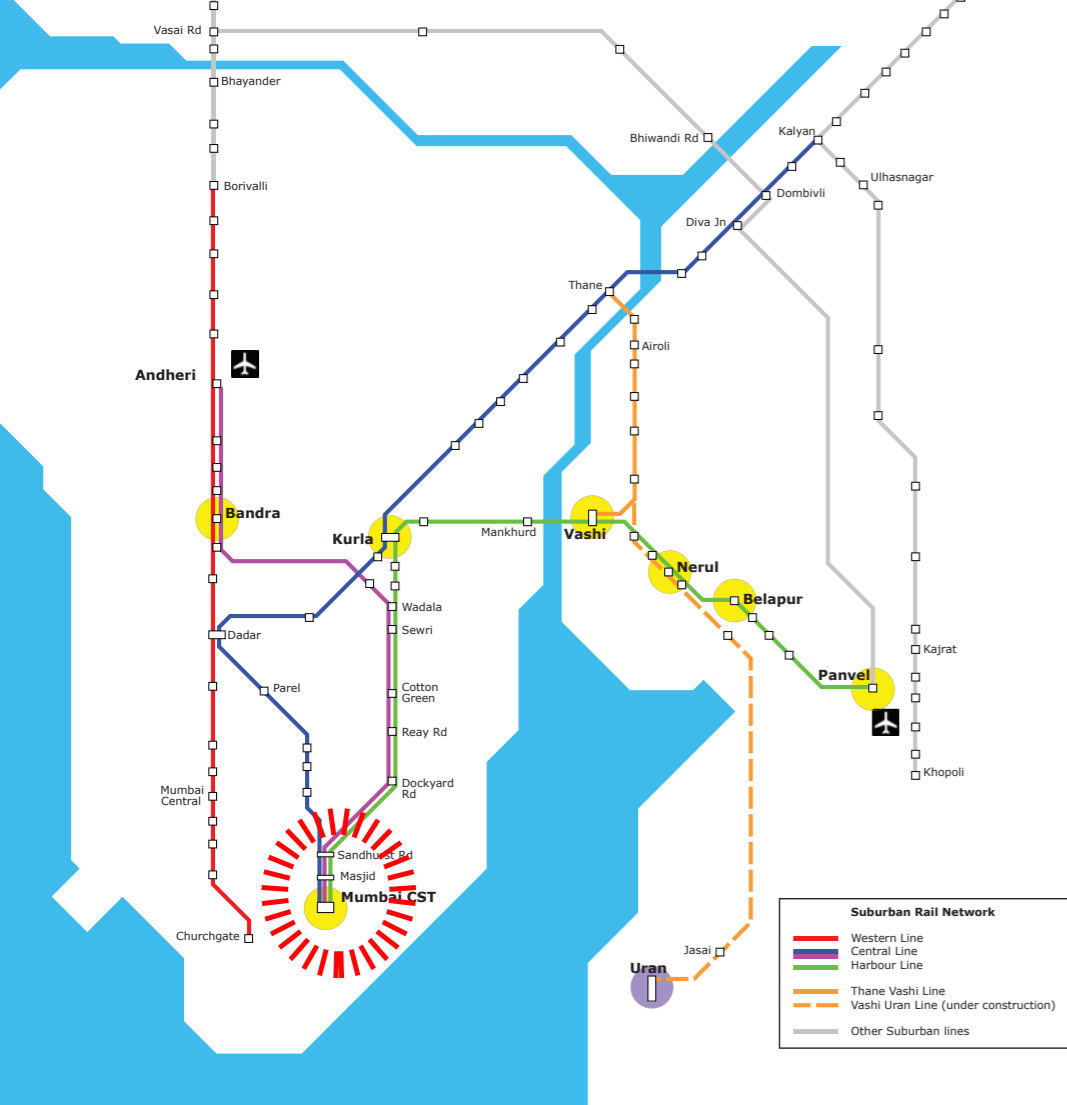 Vasai Rd
Bhayander
Bhiwandi Rd
Kalyan
Ulhasnagar
Borivalli
Dombivli
Diva Jn
Thane
Airoli
Andheri
Bandra
Kurla
Mankhurd
Vashi
Nerul
Belapur
Wadala
Sewri
Dadar
Kajrat
Panvel
Parel
Cotton
Green
Reay Rd
Khopoli
Dockyard
Rd
Mumbai
Central
Sandhurst Rd
Masjid
Mumbai CST
Churchgate
Jasai
Uran
Suburban Rail Network
Western Line
Central Line
Harbour Line
Thane Vashi Line
Vashi Uran Line (under construction)
Other Suburban lines